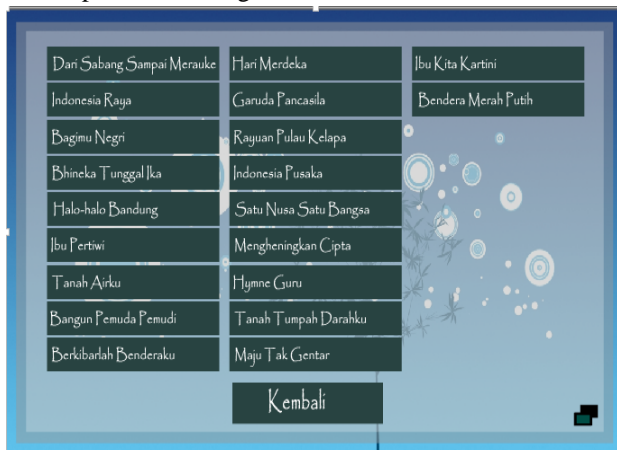 Dari Sabang Sampai Merauke
Indonesia Raya
Bagimu Negri
Bhineka Tunggal Ika
Halo-halo Bandung
Ibu Pertiwi
Tanah Airku
Bangun Pemuda Pemudi
Berkibarlah Benderaku
Hari Merdeka
Garuda Pancasila
Rayuan Pulau Kelapa
Indonesia Pusaka
Satu Nusa Satu Bangsa
Mengheningkan Cipta
Hymne Guru
Tanah Tumpah Darahku
Maju Tak Gentar
Ibu Kita Kartini
Bendera Merah Putih
Kembali